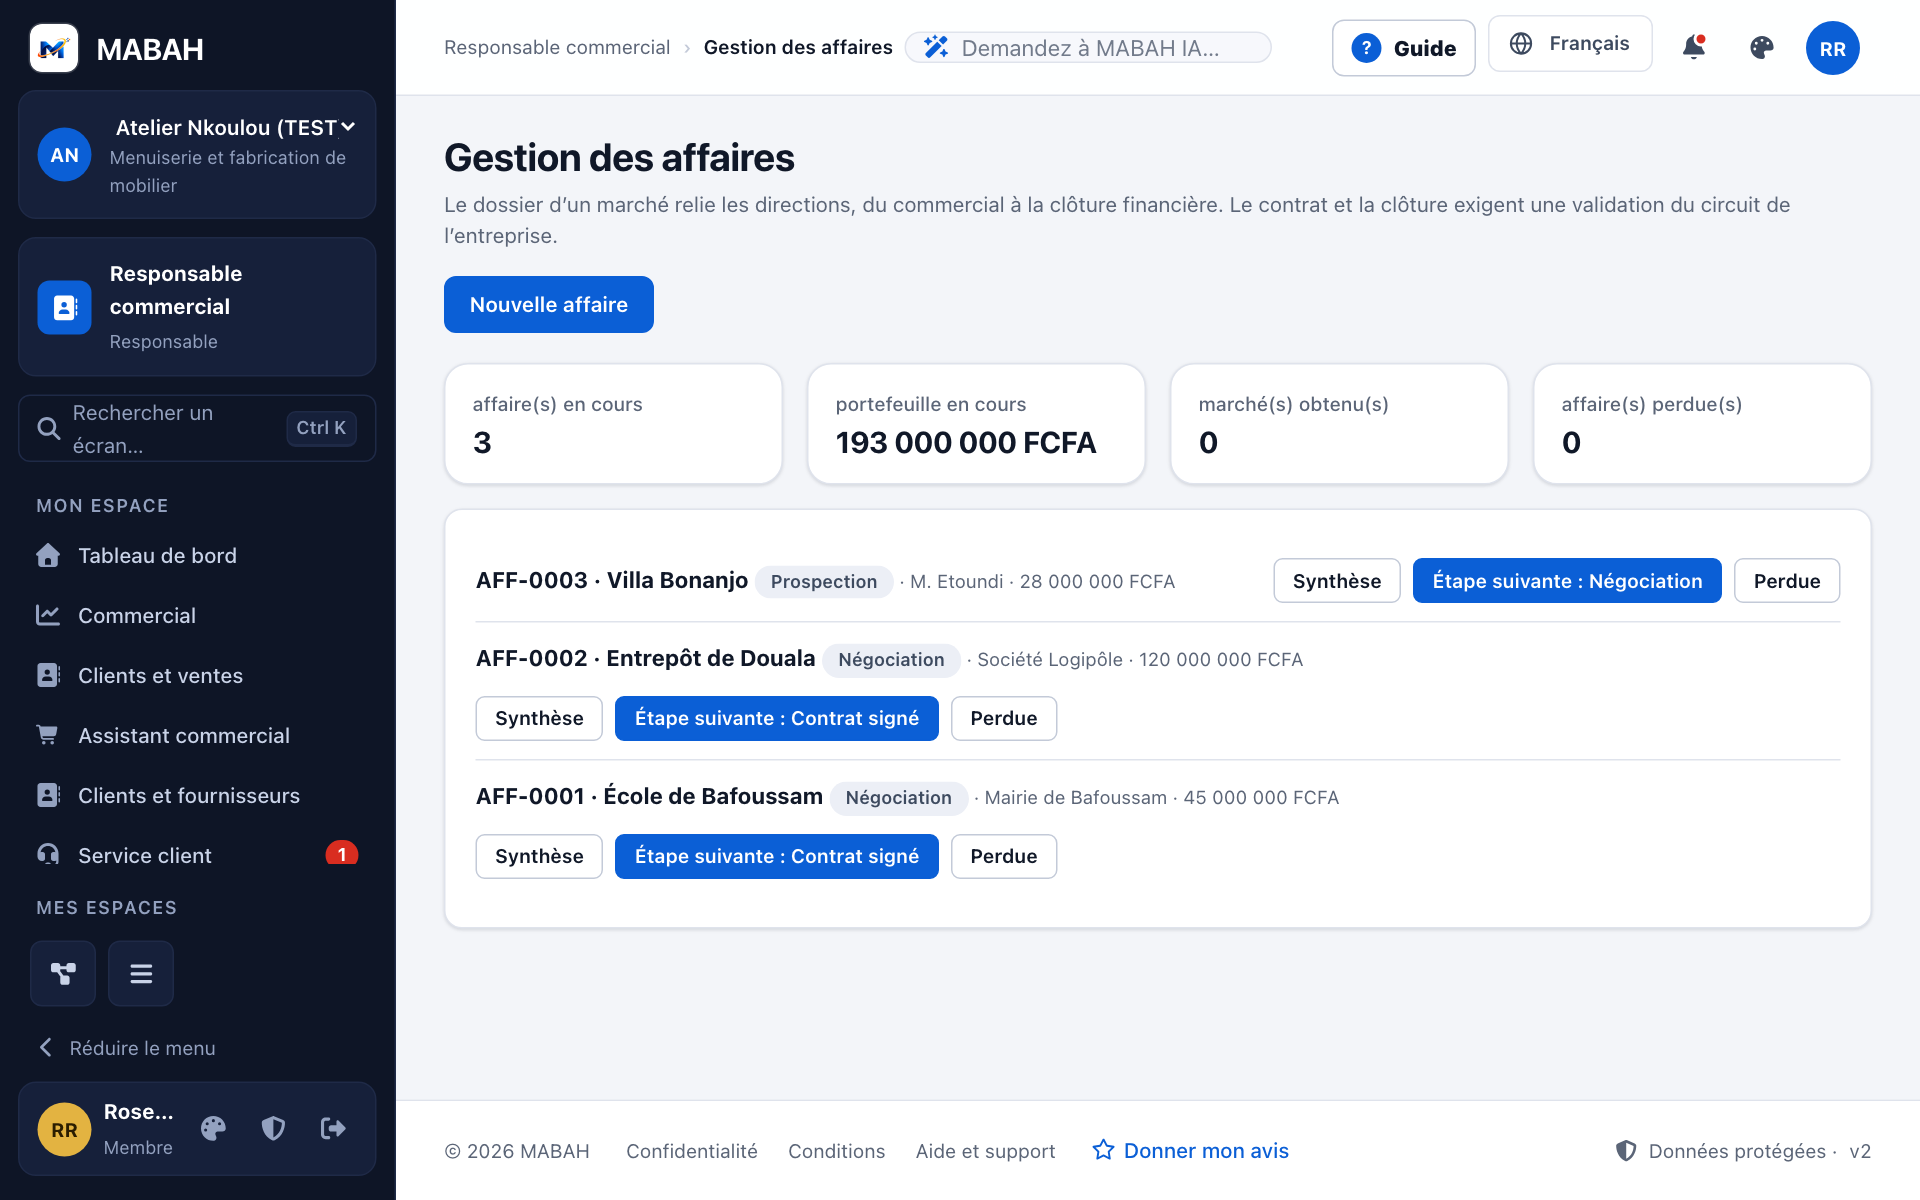 MABAH
AN
Atelier Nkoulou (TEST
Menuiserie et fabrication de
mobilier
Responsable
commercial
Responsable
Rechercher un
écran...
Ctrl K
MON ESPACE
Tableau de bord
Commercial
Clients et ventes
Assistant commercial
Clients et fournisseurs
Service client
1
MES ESPACES
Réduire le menu
RR
Rose...
Membre
Responsable commercial › Gestion des affaires
Demandez à MABAH IA...
? Guide
Français
RR
Gestion des affaires
Le dossier d’un marché relie les directions, du commercial à la clôture financière. Le contrat et la clôture exigent une validation du circuit de
l’entreprise.
Nouvelle affaire
affaire(s) en cours
3
portefeuille en cours
193 000 000 FCFA
marché(s) obtenu(s)
0
affaire(s) perdue(s)
0
AFF-0003 · Villa Bonanjo Prospection · M. Etoundi · 28 000 000 FCFA
Synthèse Étape suivante : Négociation Perdue
AFF-0002 · Entrepôt de Douala Négociation · Société Logipôle · 120 000 000 FCFA
Synthèse Étape suivante : Contrat signé Perdue
AFF-0001 · École de Bafoussam Négociation · Mairie de Bafoussam · 45 000 000 FCFA
Synthèse Étape suivante : Contrat signé Perdue
© 2026 MABAH Confidentialité Conditions Aide et support Donner mon avis Données protégées · v2